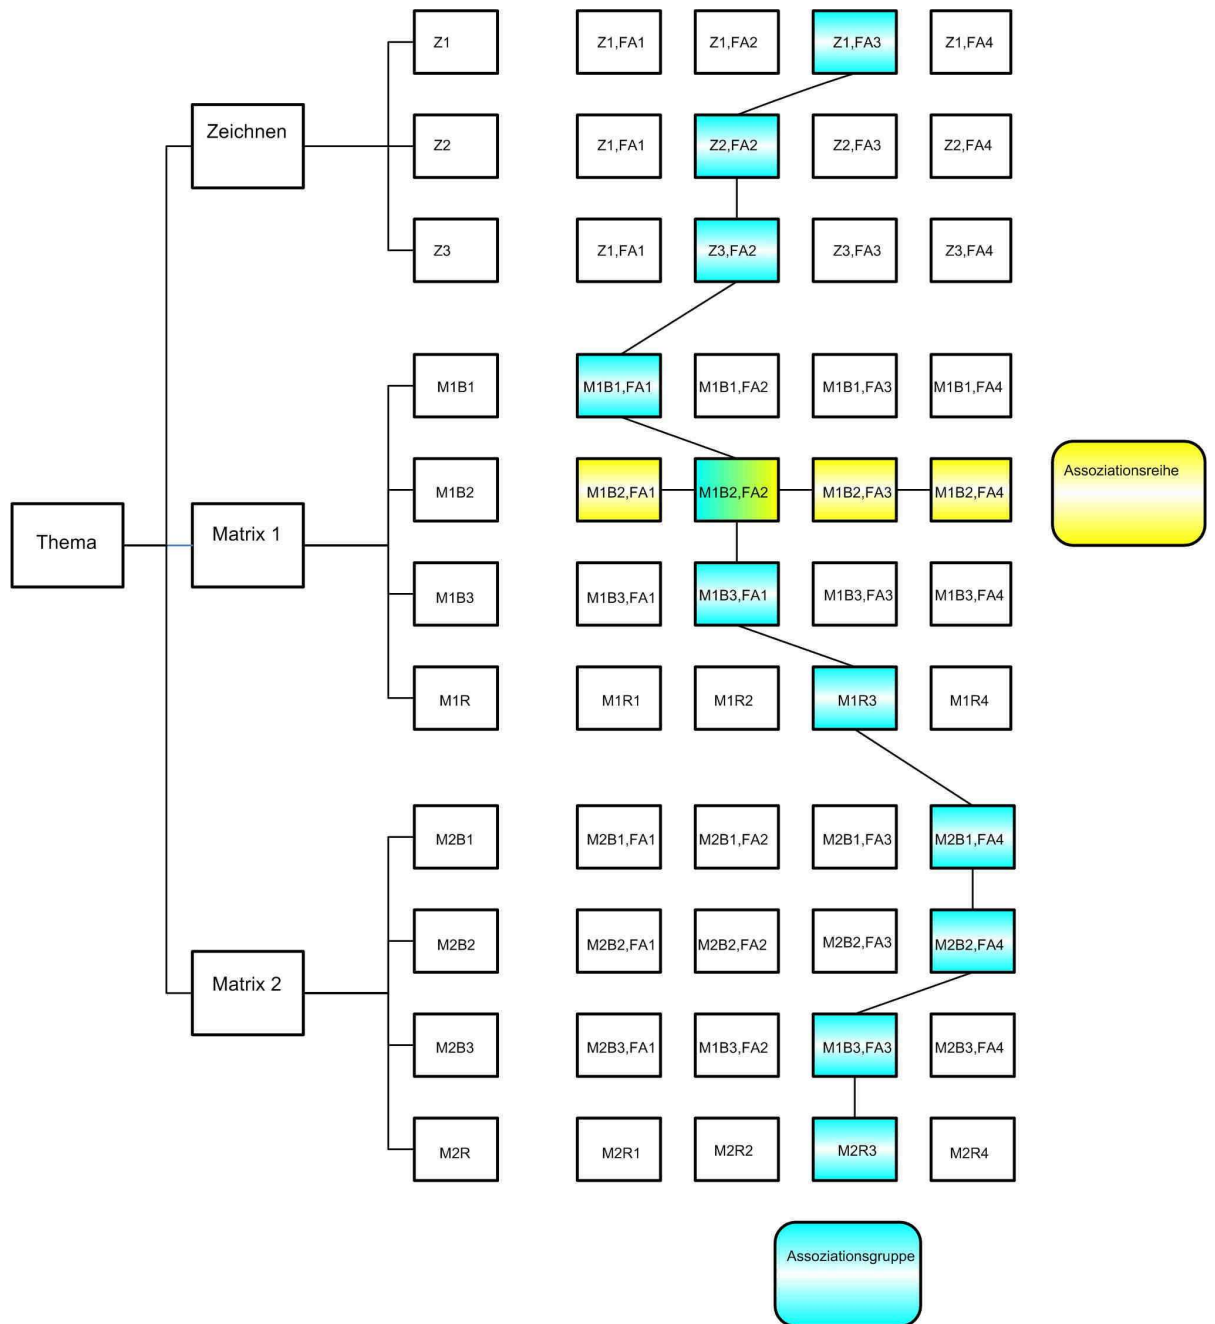 Z1
Z1,FA1
Z1,FA2
Z1,FA3
Z1,FA4
Zeichnen
Z2
Z1,FA1
Z2,FA2
Z2,FA3
Z2,FA4
Z3
Z1,FA1
Z3,FA2
Z3,FA3
Z3,FA4
M1B1
M1B1,FA1
M1B1,FA2
M1B1,FA3
M1B1,FA4
M1B2
M1B2,FA1
M1B2,FA2
M1B2,FA3
M1B2,FA4
Assoziationsreihe
Thema
Matrix 1
M1B3
M1B3,FA1
M1B3,FA1
M1B3,FA3
M1B3,FA4
M1R
M1R1
M1R2
M1R3
M1R4
M2B1
M2B1,FA1
M2B1,FA2
M2B1,FA3
M2B1,FA4
M2B2
M2B2,FA1
M2B2,FA2
M2B2,FA3
M2B2,FA4
Matrix 2
M2B3
M2B3,FA1
M1B3,FA2
M1B3,FA3
M2B3,FA4
M2R
M2R1
M2R2
M2R3
M2R4
Assoziationsgruppe